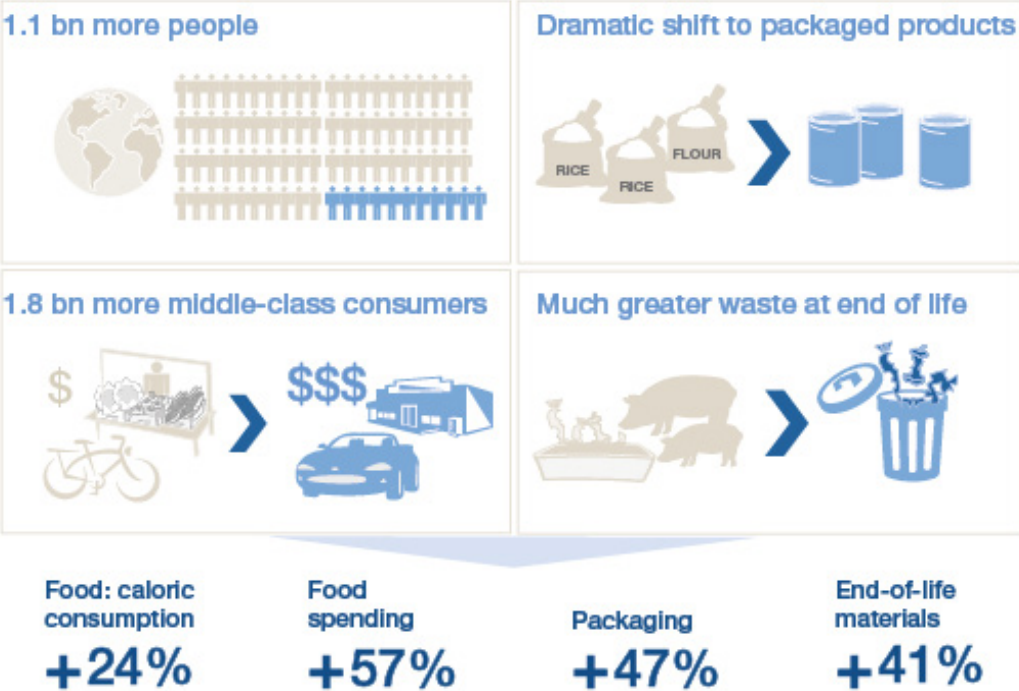 1.1 bn more people
Dramatic shift to packaged products
RICE
RICE
FLOUR
1.8 bn more middle-class consumers
Much greater waste at end of life
$
$$$
Food: caloric
consumption
+24%
Food
spending
+57%
Packaging
+47%
End-of-life
materials
+41%